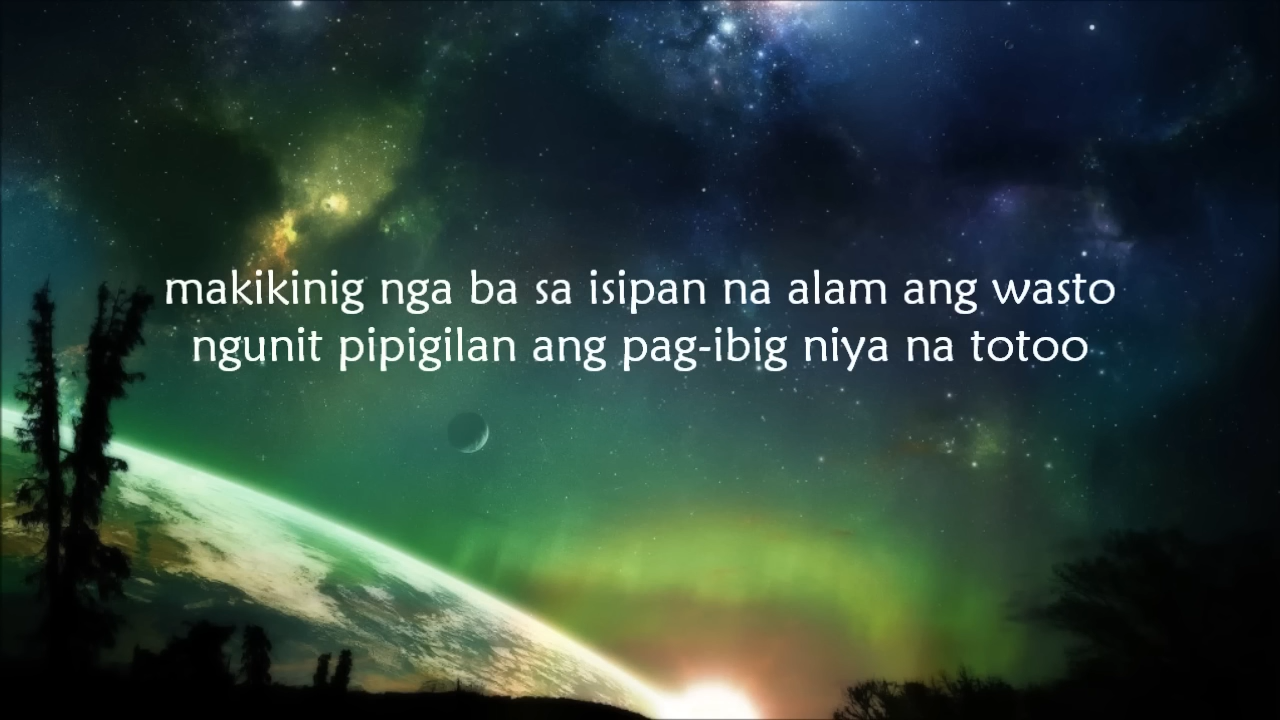 makikinig nga ba sa isipan na alam ang wasto
ngunit pipigilan ang pag-ibig niya na totoo